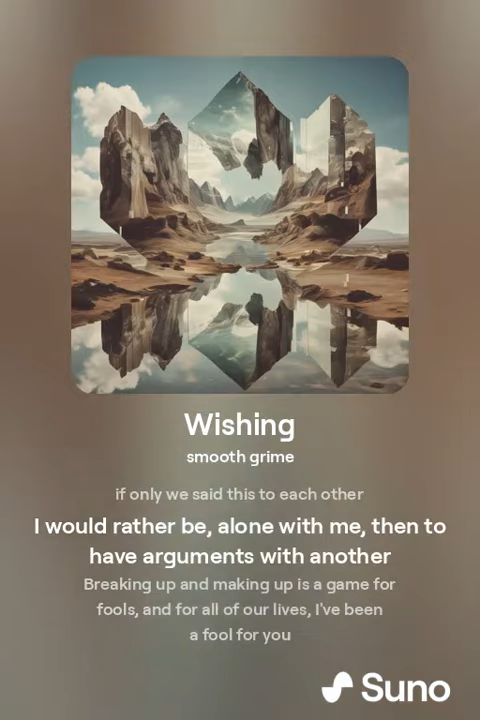 Wishing
smooth grime
if only we said this to each other
I would rather be, alone with me, then to
have arguments with another
Breaking up and making up is a game for
fools, and for all of our lives, I've been
a fool for you
Suno